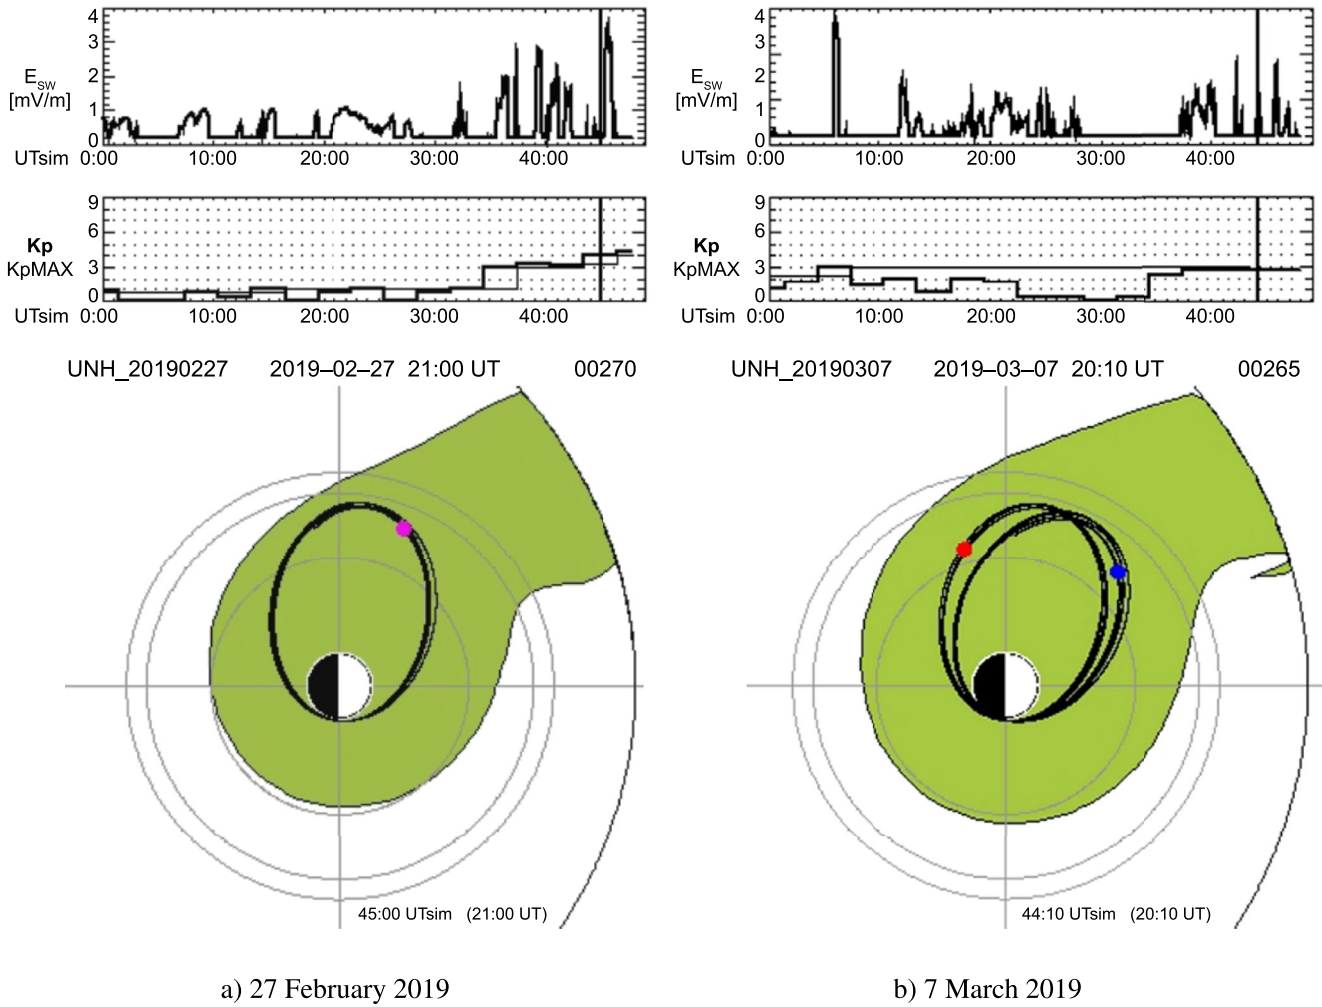 4
3
2
1
0
E_SW
[mV/m]
UTsim 0:00 10:00 20:00 30:00 40:00
9
6
3
0
Kp
KpMAX
UTsim 0:00 10:00 20:00 30:00 40:00
UNH_20190227 2019–02–27 21:00 UT 00270
45:00 UTsim (21:00 UT)
a) 27 February 2019
4
3
2
1
0
E_SW
[mV/m]
UTsim 0:00 10:00 20:00 30:00 40:00
9
6
3
0
Kp
KpMAX
UTsim 0:00 10:00 20:00 30:00 40:00
UNH_20190307 2019–03–07 20:10 UT 00265
44:10 UTsim (20:10 UT)
b) 7 March 2019